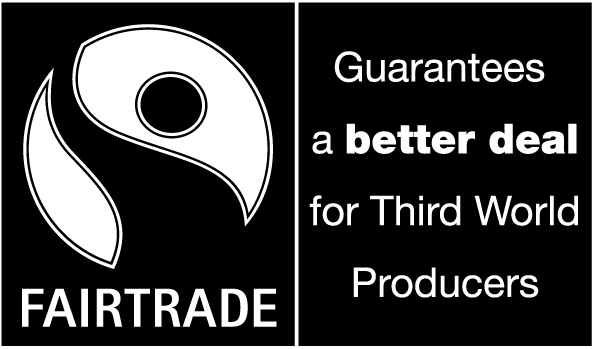 FAIRTRADE
Guarantees
a better deal
for Third World
Producers